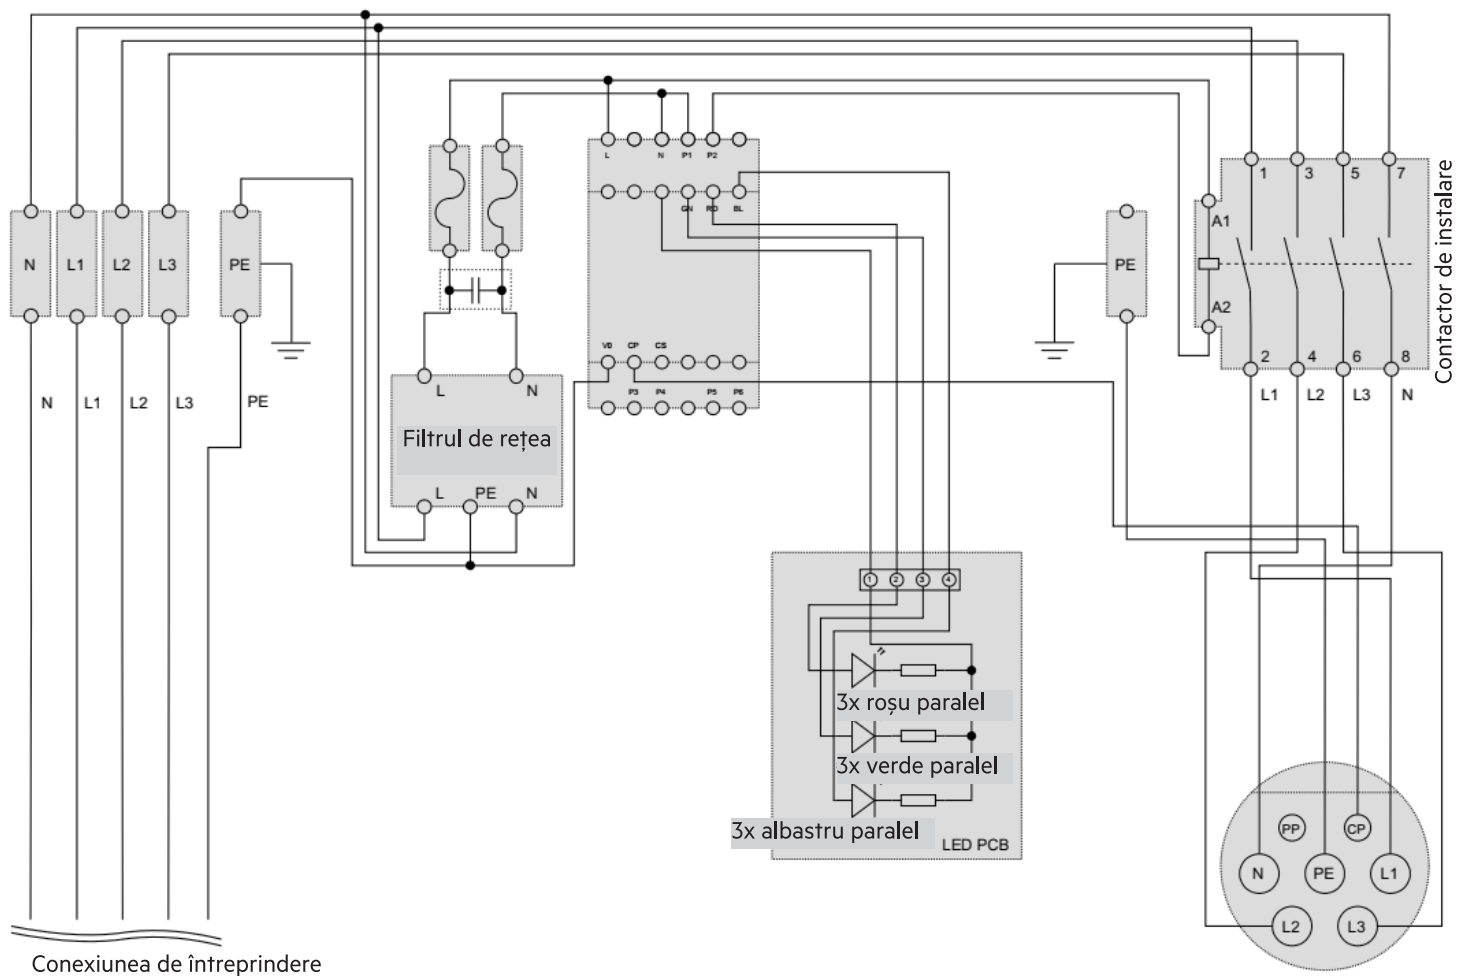 L N P1 P2
GN RD BL
1 3 5 7
A1
N L1 L2 L3 PE
PE
A2
Contactor de instalare
V0 CP CS
P3 P4 P5 P6
2 4 6 8
L1 L2 L3 N
N L1 L2 L3 PE
L N
Filtrul de rețea
L PE N
1 2 3 4
3x roșu paralel
3x verde paralel
3x albastru paralel
LED PCB
PP CP
N PE L1
L2 L3
Conexiunea de întreprindere